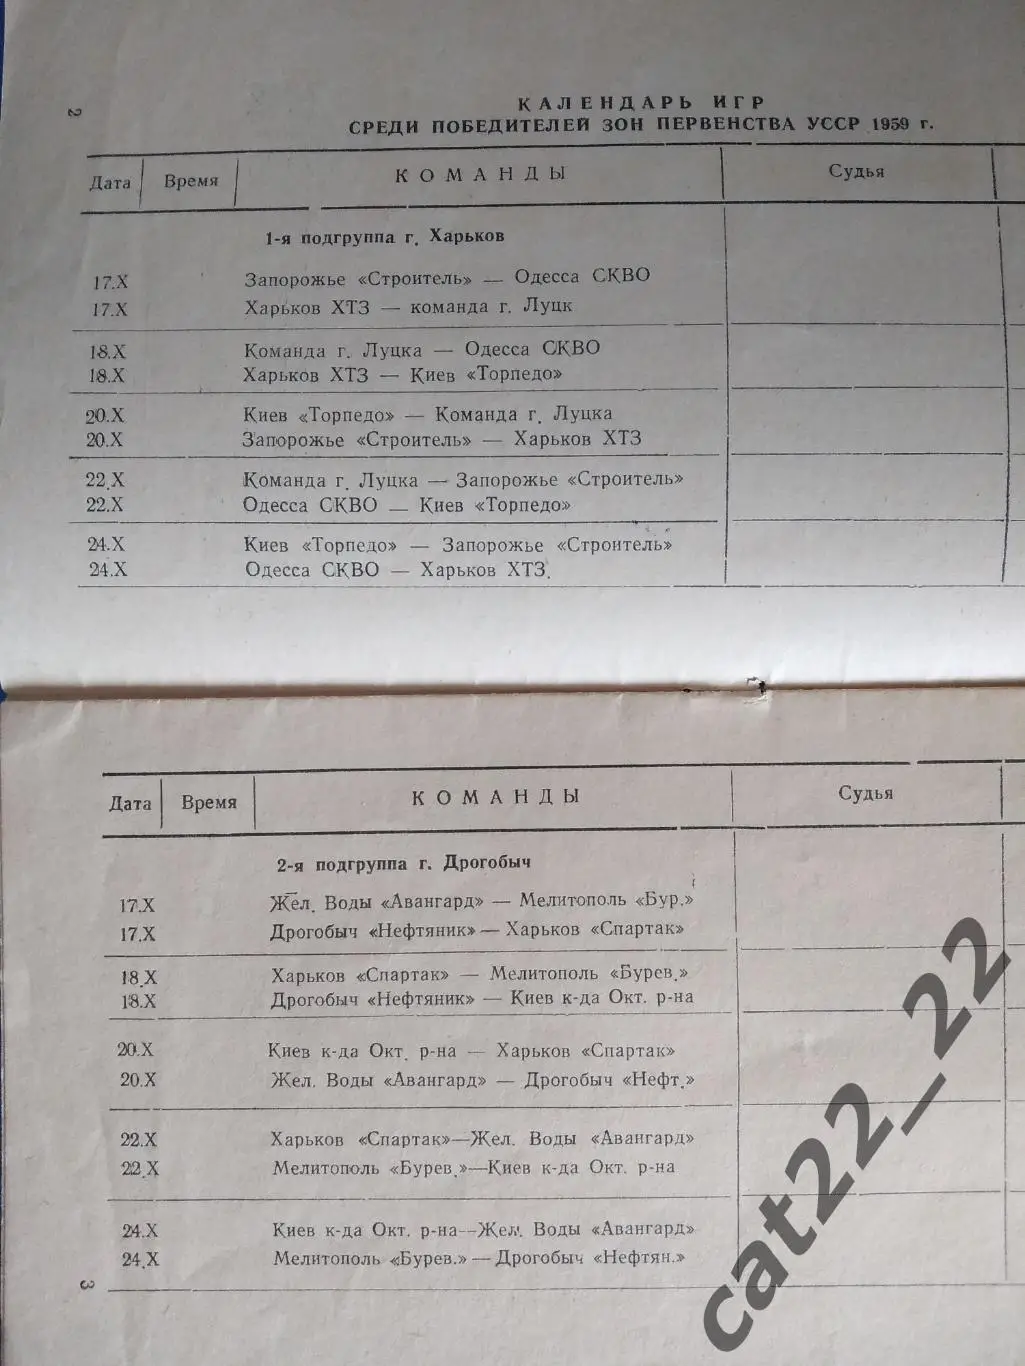 2
КАЛЕНДАРЬ ИГР
СРЕДИ ПОБЕДИТЕЛЕЙ ЗОН ПЕРВЕНСТВА УССР 1959 г.
Дата Время КОМАНДЫ Судья
1-я подгруппа г. Харьков
17.X Запорожье «Строитель» — Одесса СКВО
17.X Харьков ХТЗ — команда г. Луцк
18.X Команда г. Луцка — Одесса СКВО
18.X Харьков ХТЗ — Киев «Торпедо»
20.X Киев «Торпедо» — Команда г. Луцка
20.X Запорожье «Строитель» — Харьков ХТЗ
22.X Команда г. Луцка — Запорожье «Строитель»
22.X Одесса СКВО — Киев «Торпедо»
24.X Киев «Торпедо» — Запорожье «Строитель»
24.X Одесса СКВО — Харьков ХТЗ.
Дата Время КОМАНДЫ Судья
2-я подгруппа г. Дрогобыч
17.X Жел. Воды «Авангард» — Мелитополь «Бур.»
17.X Дрогобыч «Нефтяник» — Харьков «Спартак»
18.X Харьков «Спартак» — Мелитополь «Бурев.»
18.X Дрогобыч «Нефтяник» — Киев к-да Окт. р-на
20.X Киев к-да Окт. р-на — Харьков «Спартак»
20.X Жел. Воды «Авангард» — Дрогобыч «Нефт.»
22.X Харьков «Спартак»—Жел. Воды «Авангард»
22.X Мелитополь «Бурев.»—Киев к-да Окт. р-на
24.X Киев к-да Окт. р-на—Жел. Воды «Авангард»
24.X Мелитополь «Бурев.» — Дрогобыч «Нефтян.»
3
cat22_22